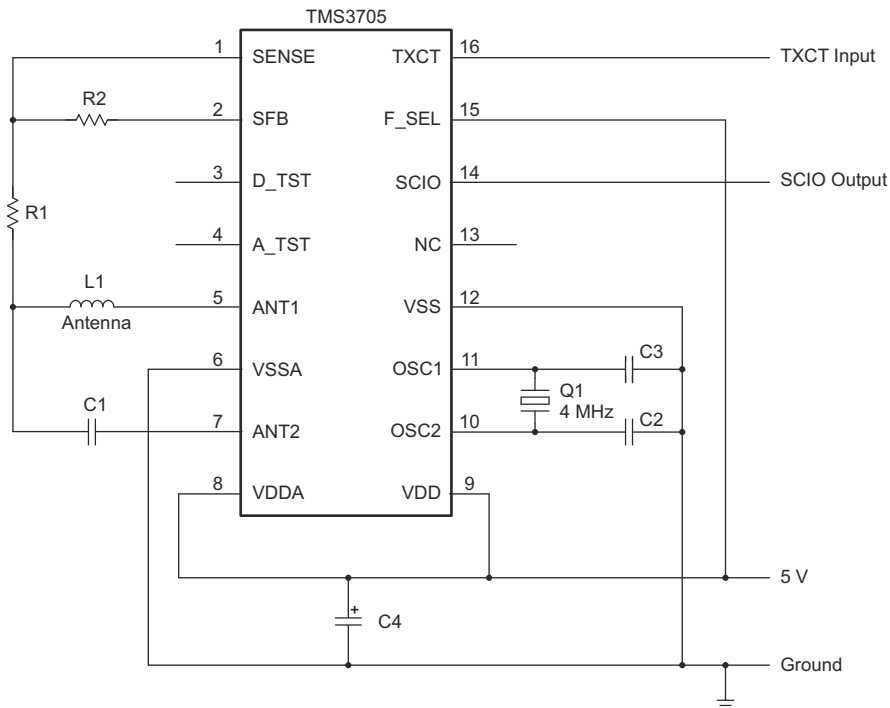 TMS3705
1 SENSE TXCT 16 TXCT Input
R2
2 SFB F_SEL 15
3 D_TST SCIO 14 SCIO Output
R1
4 A_TST NC 13
L1
Antenna
5 ANT1 VSS 12
6 VSSA OSC1 11
C3
Q1
4 MHz
C1
7 ANT2 OSC2 10
C2
8 VDDA VDD 9
5 V
+
C4
Ground